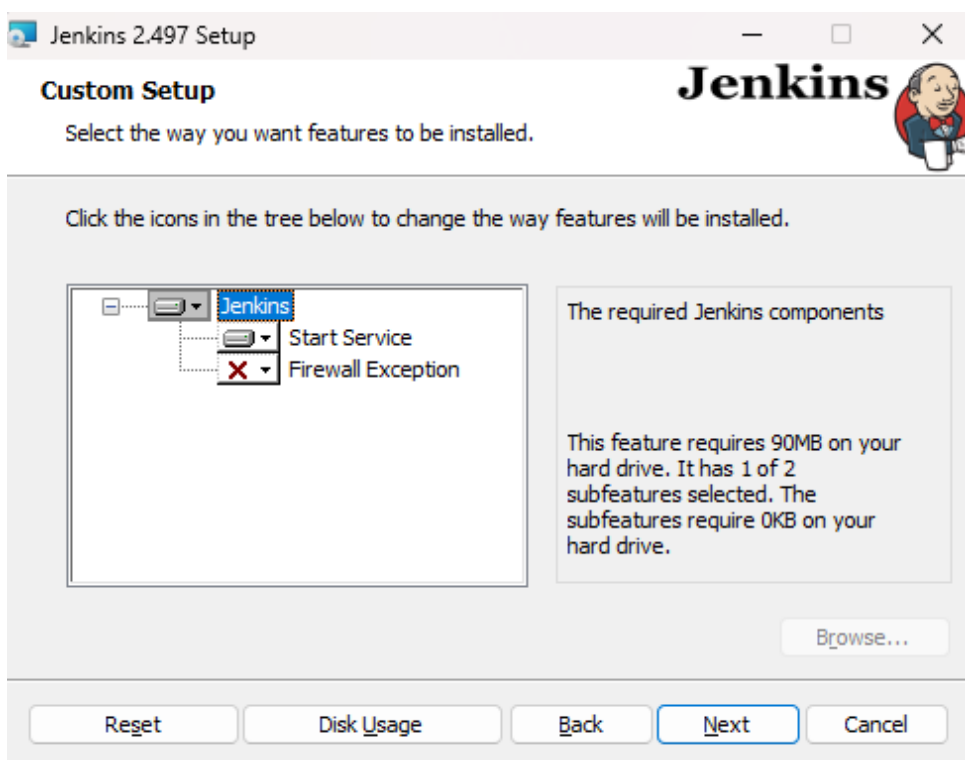 Jenkins 2.497 Setup
Custom Setup
Jenkins
Select the way you want features to be installed.
Click the icons in the tree below to change the way features will be installed.
Jenkins
Start Service
Firewall Exception
The required Jenkins components
This feature requires 90MB on your
hard drive. It has 1 of 2
subfeatures selected. The
subfeatures require 0KB on your
hard drive.
Browse...
Reset
Disk Usage
Back
Next
Cancel